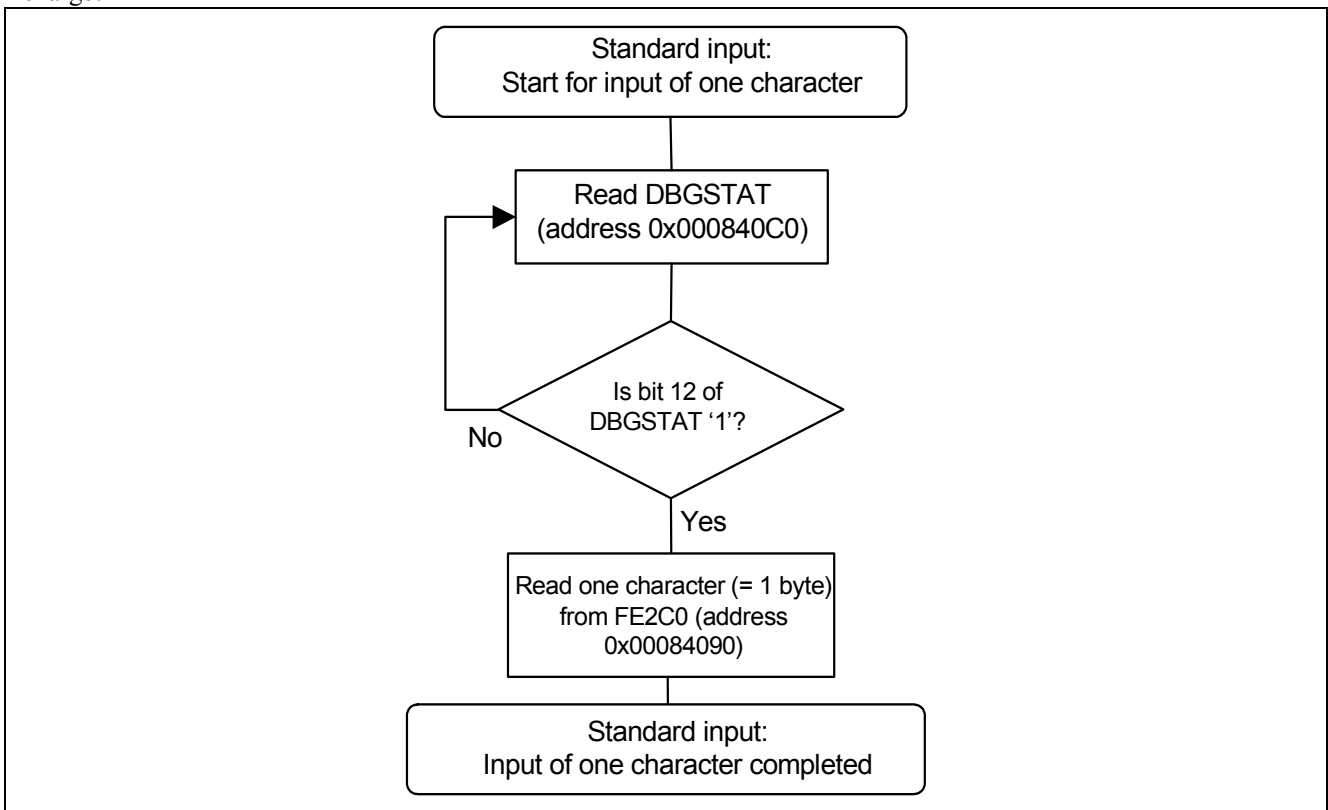 Standard input:
Start for input of one character
Read DBGSTAT
(address 0x000840C0)
Is bit 12 of
DBGSTAT ‘1’?
No
Yes
Read one character (= 1 byte)
from FE2C0 (address
0x00084090)
Standard input:
Input of one character completed